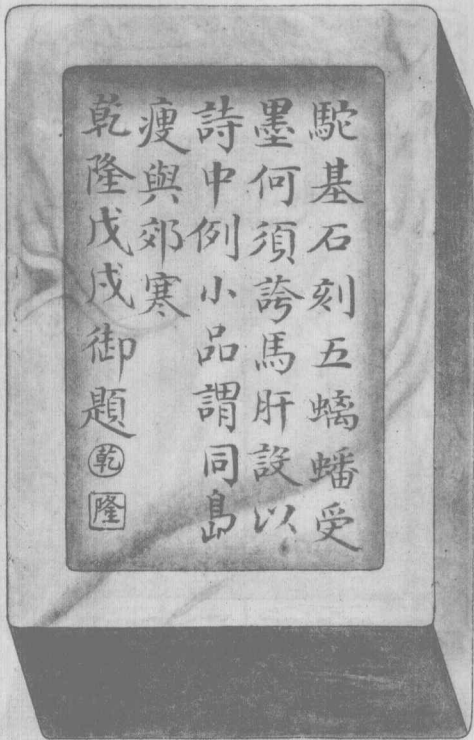 駝基石刻五螭蟠受
墨何須誇馬肝設以
詩中例小品謂同島
瘦與郊寒
乾隆戊戌御題乾隆